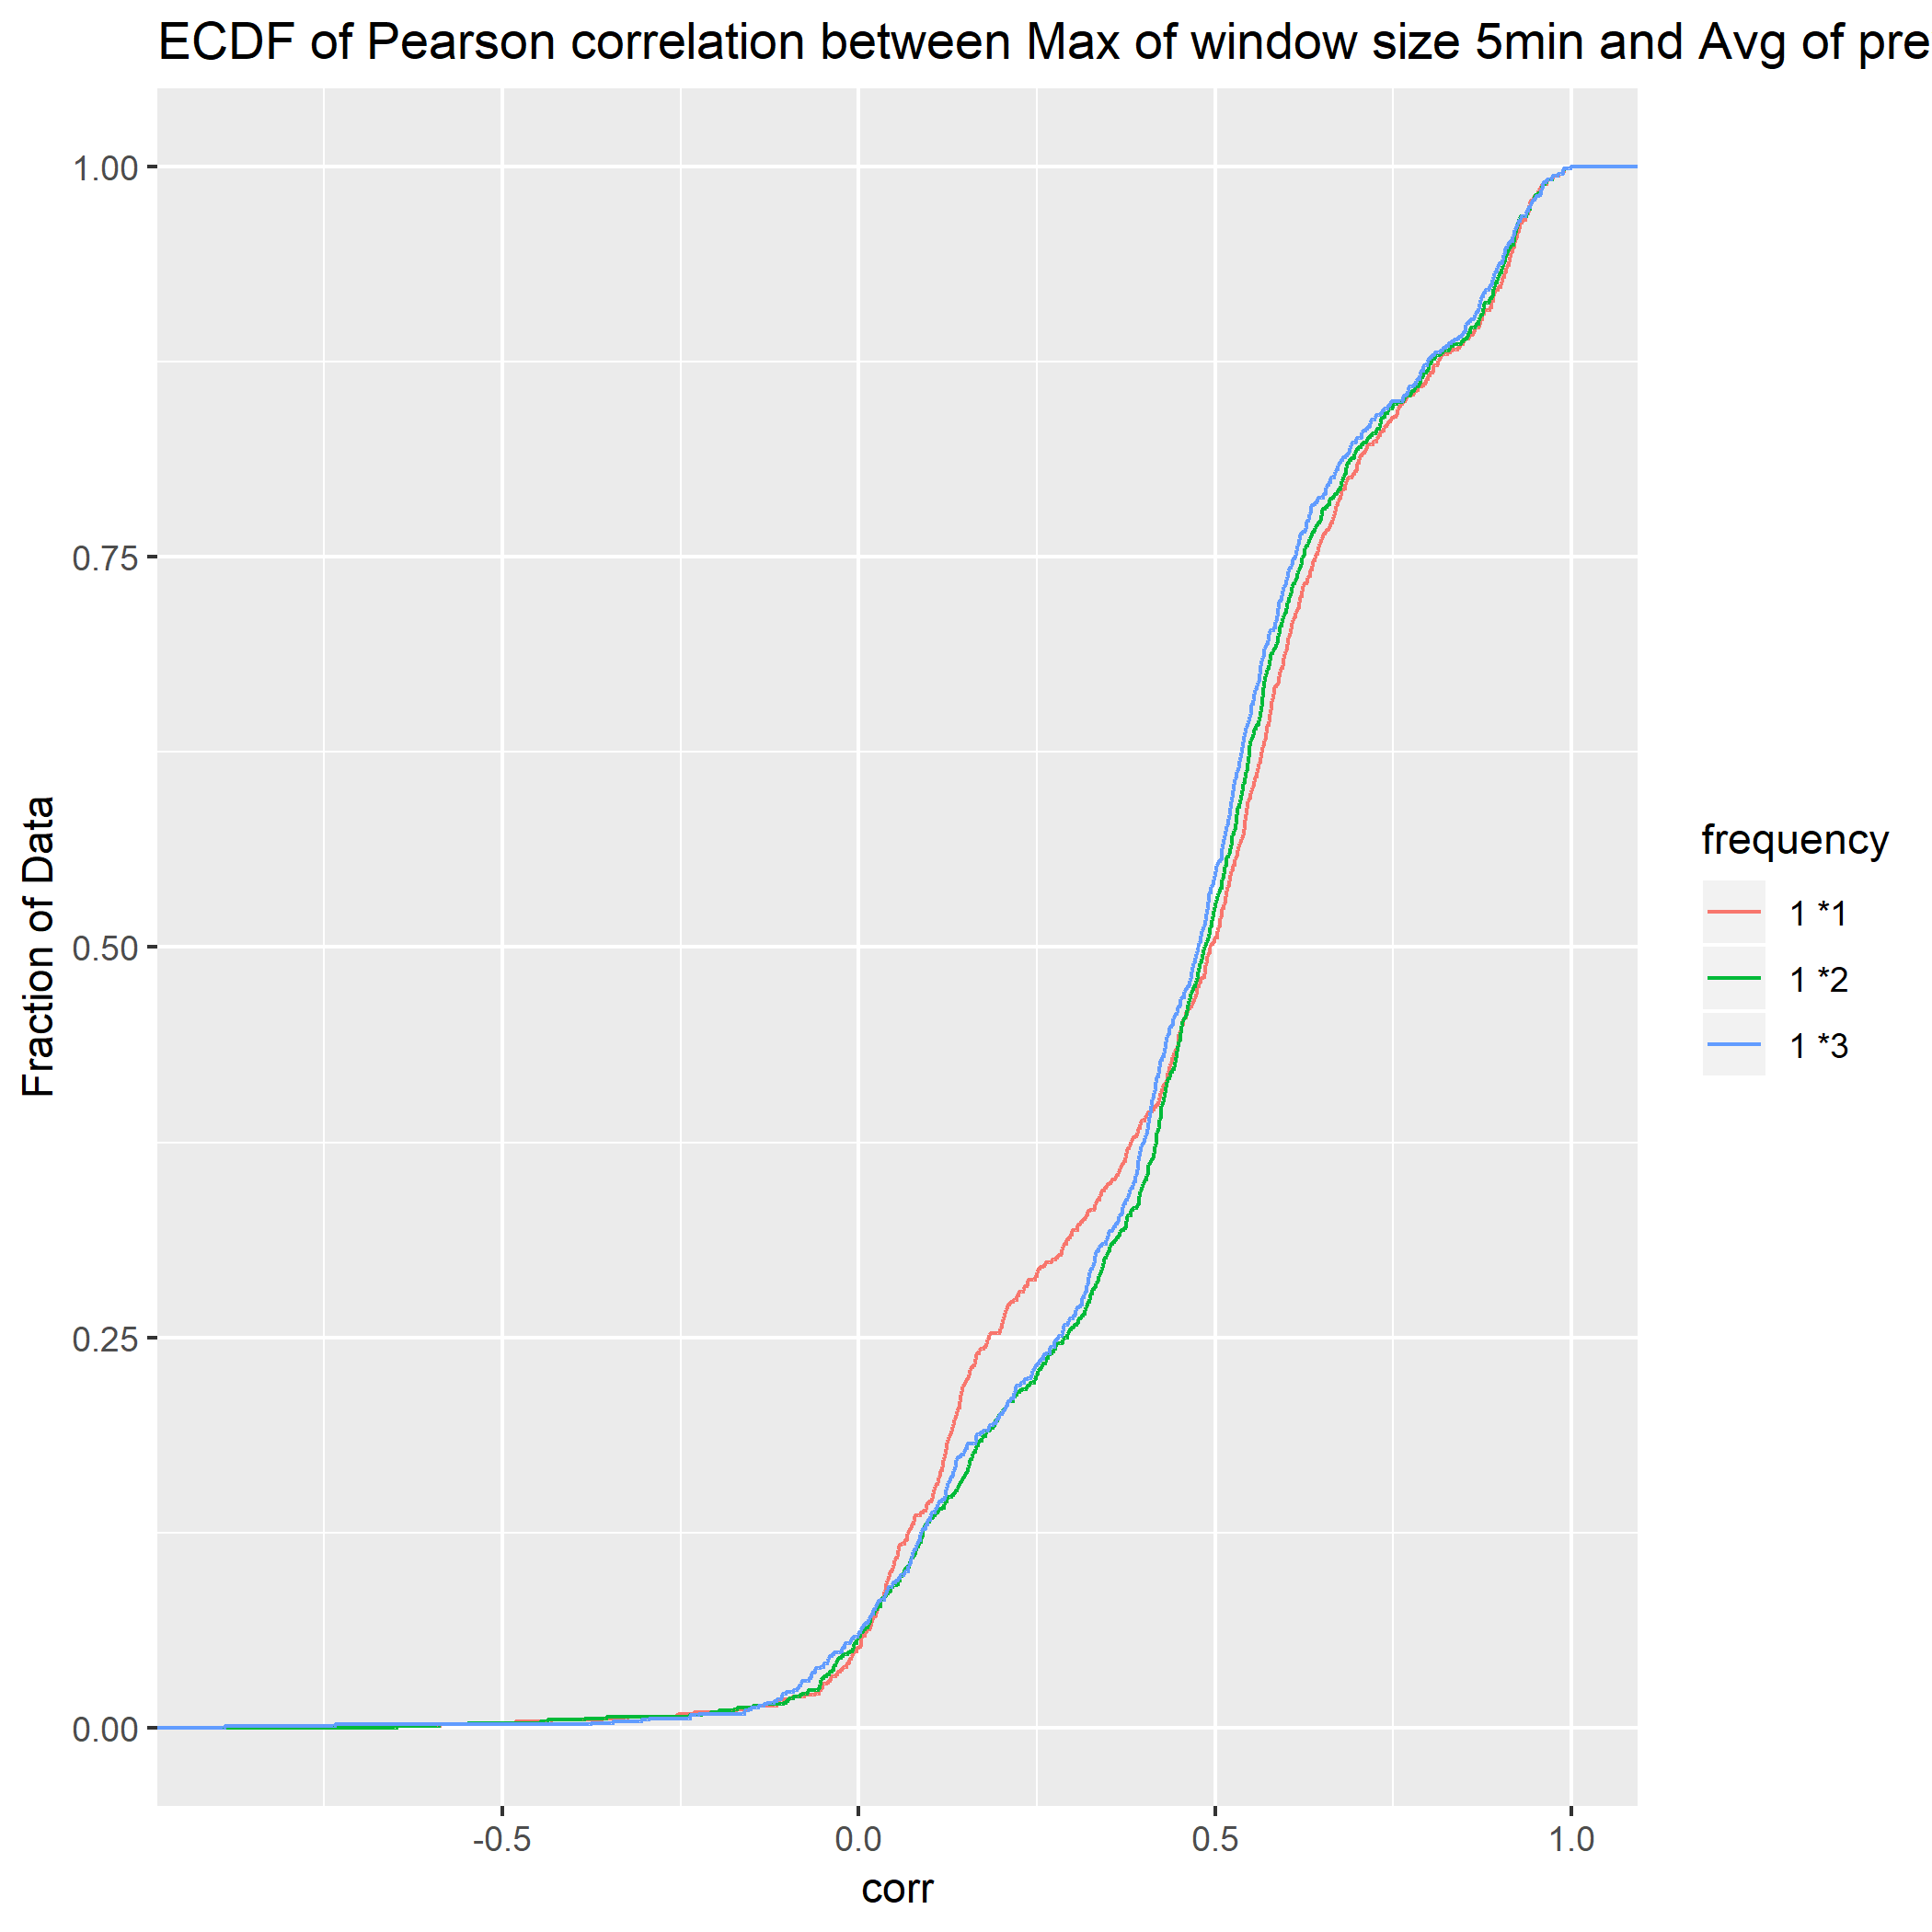 ECDF of Pearson correlation between Max of window size 5min and Avg of pre
1.00
0.75
0.50
0.25
0.00
Fraction of Data
-0.5 0.0 0.5 1.0
corr
frequency
1 *1
1 *2
1 *3